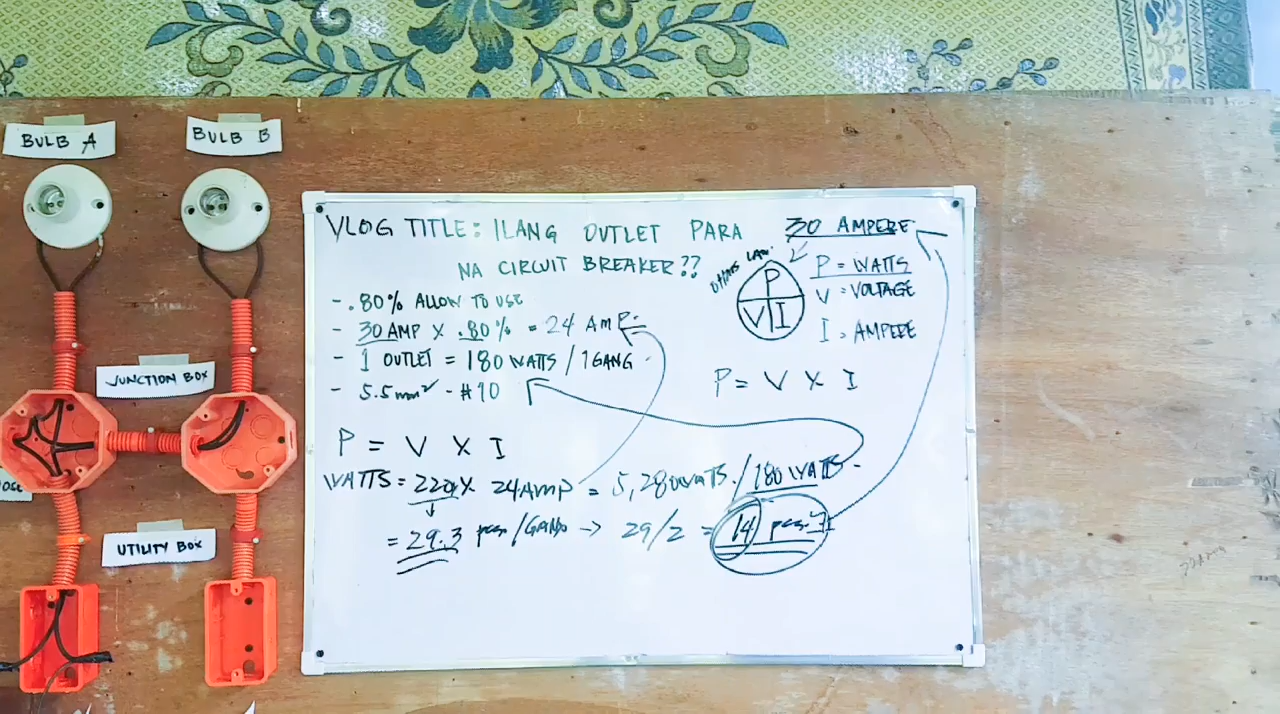 BULB A
BULB B
JUNCTION BOX
UTILITY BOX
VLOG TITLE: ILANG OUTLET PARA 30 AMPERE
NA CIRCUIT BREAKER??
- .80% ALLOW TO USE
- 30 AMP X .80% = 24 AMP.
- 1 OUTLET = 180 WATTS / 1GANG.
- 5.5mm² - #10
OHMS LAW
P
V I
P = WATTS
V = VOLTAGE
I = AMPERE
P = V X I
P = V X I
WATTS = 220V X 24AMP = 5,280WATTS. / 180 WATTS.
= 29.3 pcs. / GANG → 29/2 = 14 pcs.